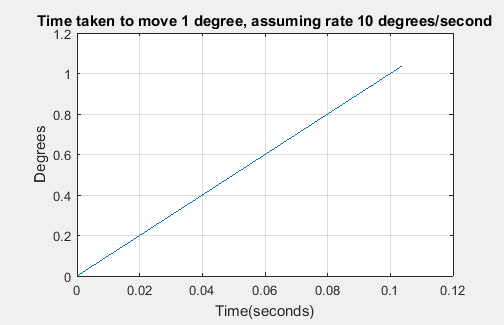 Time taken to move 1 degree, assuming rate 10 degrees/second
1.2
1
0.8
0.6
0.4
0.2
0
Degrees
0 0.02 0.04 0.06 0.08 0.1 0.12
Time(seconds)